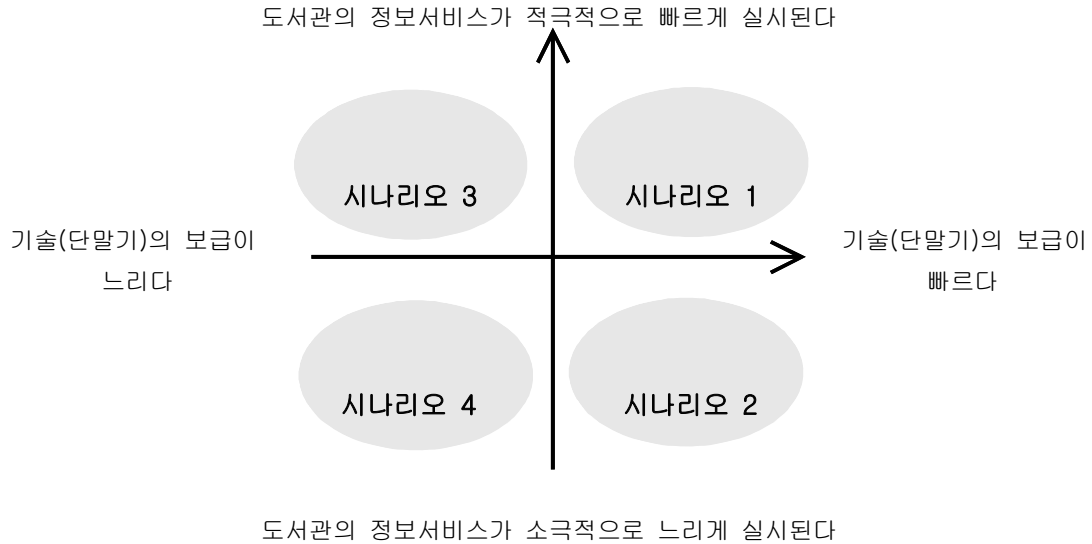 도서관의 정보서비스가 적극적으로 빠르게 실시된다
시나리오 3
시나리오 1
기술(단말기)의 보급이
느리다
기술(단말기)의 보급이
빠르다
시나리오 4
시나리오 2
도서관의 정보서비스가 소극적으로 느리게 실시된다